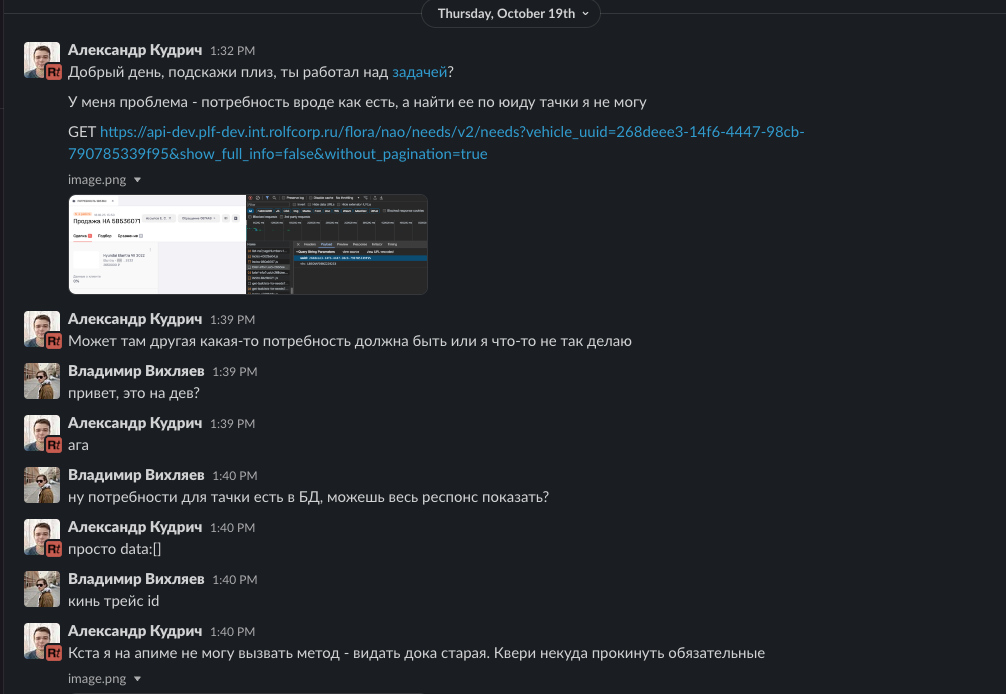 Thursday, October 19th
Александр Кудрич 1:32 PM
Добрый день, подскажи плиз, ты работал над задачей?
У меня проблема - потребность вроде как есть, а найти ее по юиду тачки я не могу
GET https://api-dev.plf-dev.int.rolfcorp.ru/flora/nao/needs/v2/needs?vehicle_uuid=268deee3-14f6-4447-98cb-
790785339f95&show_full_info=false&without_pagination=true
image.png
Продажа НА 58536071
Александр Кудрич 1:39 PM
Может там другая какая-то потребность должна быть или я что-то не так делаю
Владимир Вихляев 1:39 PM
привет, это на дев?
Александр Кудрич 1:39 PM
ага
Владимир Вихляев 1:40 PM
ну потребности для тачки есть в БД, можешь весь респонс показать?
Александр Кудрич 1:40 PM
просто data:[]
Владимир Вихляев 1:40 PM
кинь трейс id
Александр Кудрич 1:40 PM
Кста я на апиме не могу вызвать метод - видать дока старая. Квери некуда прокинуть обязательные
image.png